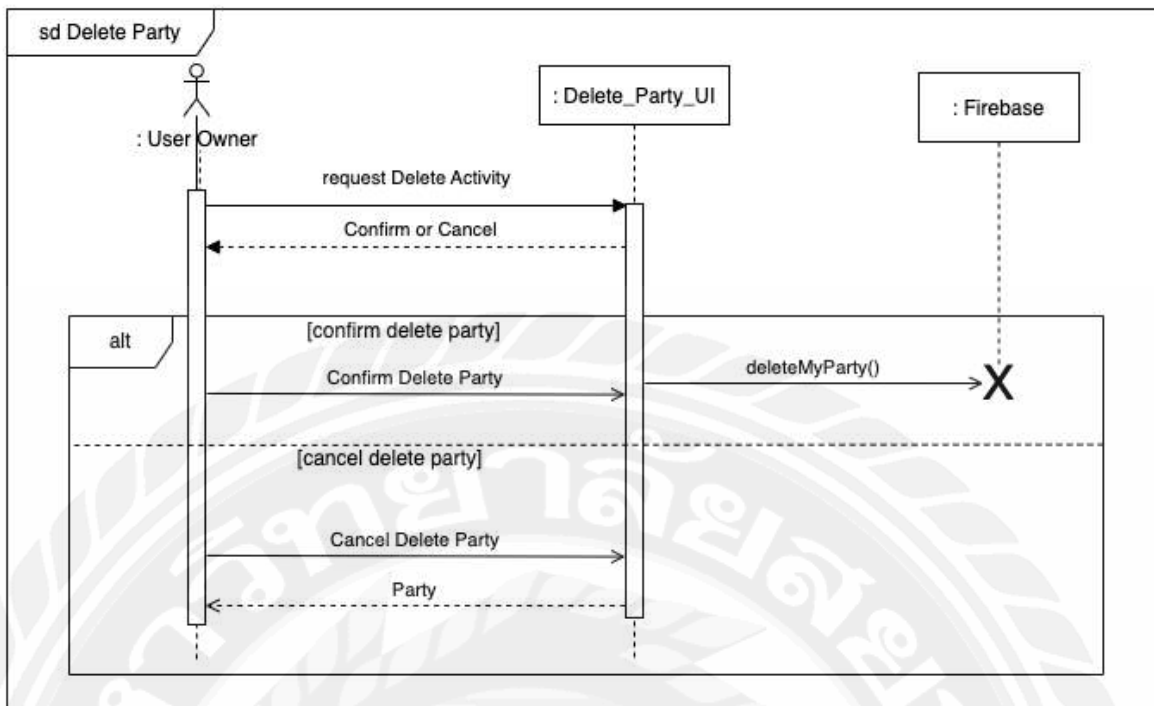 sd Delete Party
: User Owner
: Delete_Party_UI
: Firebase
request Delete Activity
Confirm or Cancel
alt
[confirm delete party]
Confirm Delete Party
deleteMyParty()
X
[cancel delete party]
Cancel Delete Party
Party